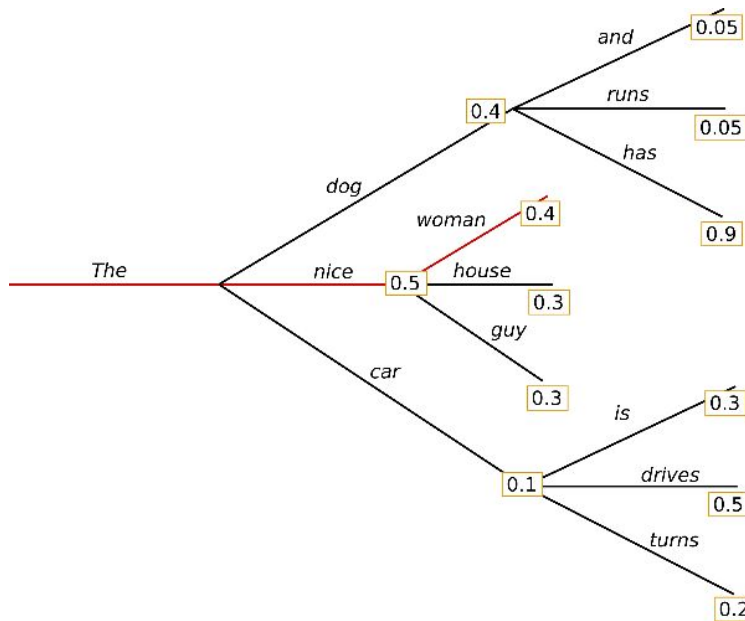 and
0.05
0.4
runs
0.05
has
0.9
dog
woman
0.4
The
nice
0.5
house
0.3
guy
0.3
car
is
0.3
0.1
drives
0.5
turns
0.2